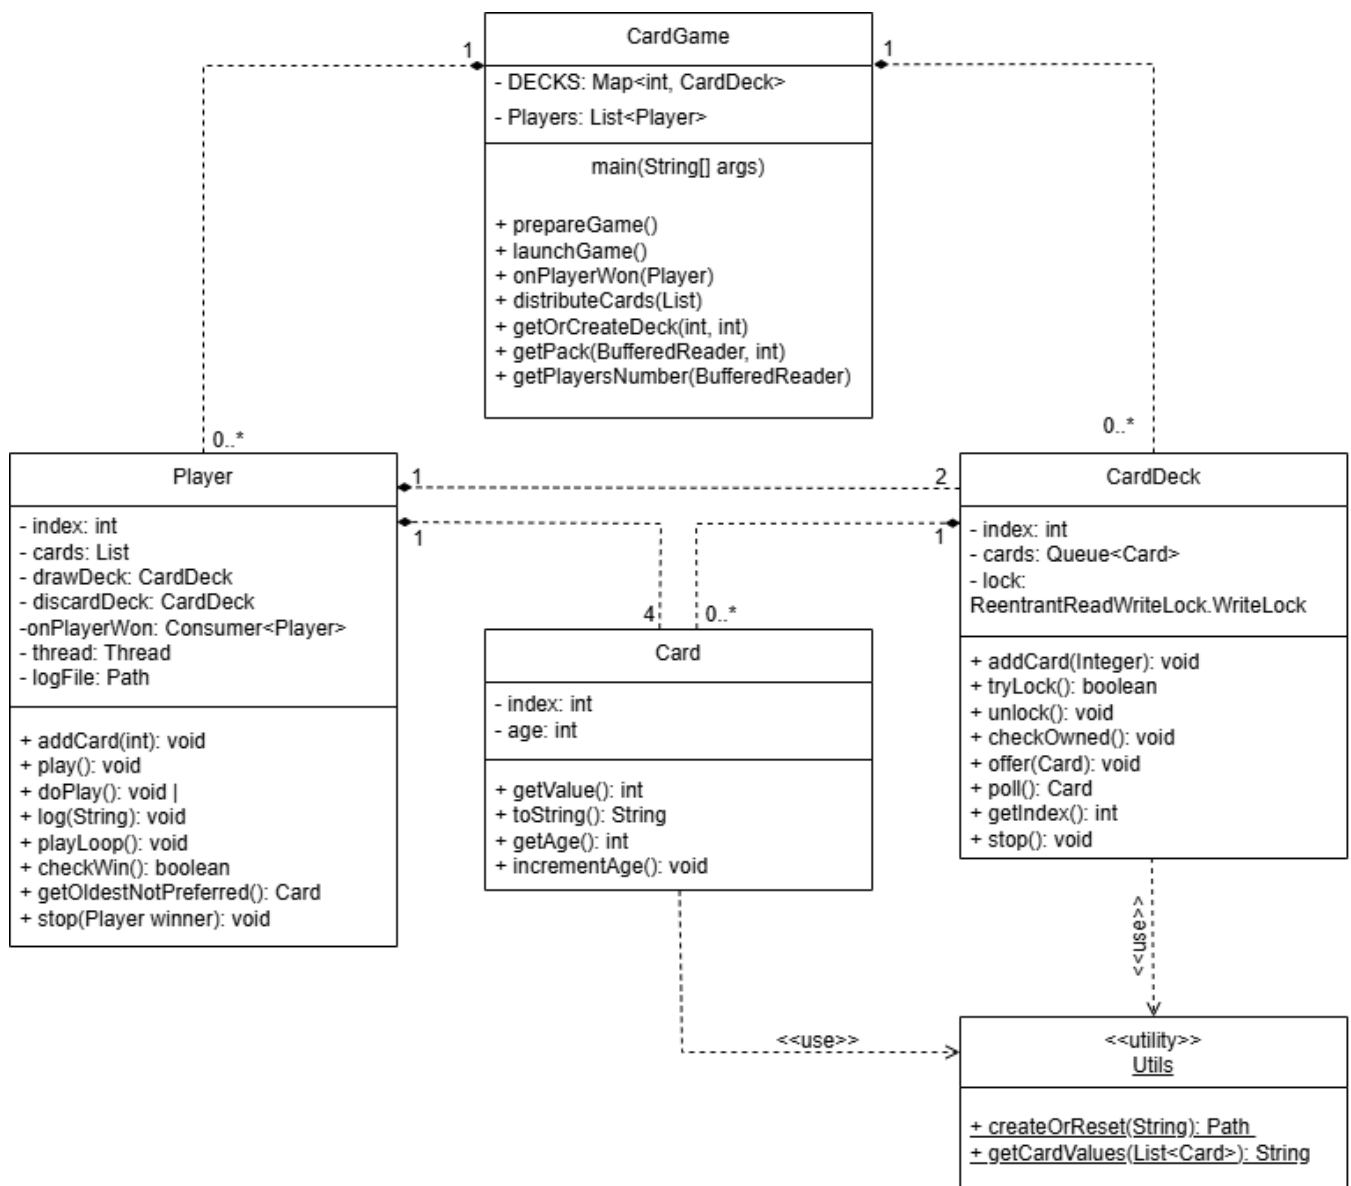 CardGame
1
1
- DECKS: Map<int, CardDeck>
- Players: List<Player>
main(String[] args)
+ prepareGame()
+ launchGame()
+ onPlayerWon(Player)
+ distributeCards(List)
+ getOrCreateDeck(int, int)
+ getPack(BufferedReader, int)
+ getPlayersNumber(BufferedReader)
0..*
0..*
Player
- index: int
- cards: List
- drawDeck: CardDeck
- discardDeck: CardDeck
-onPlayerWon: Consumer<Player>
- thread: Thread
- logFile: Path
+ addCard(int): void
+ play(): void
+ doPlay(): void |
+ log(String): void
+ playLoop(): void
+ checkWin(): boolean
+ getOldestNotPreferred(): Card
+ stop(Player winner): void
1
2
1
1
4
0..*
Card
- index: int
- age: int
+ getValue(): int
+ toString(): String
+ getAge(): int
+ incrementAge(): void
CardDeck
- index: int
- cards: Queue<Card>
- lock:
ReentrantReadWriteLock.WriteLock
+ addCard(Integer): void
+ tryLock(): boolean
+ unlock(): void
+ checkOwned(): void
+ offer(Card): void
+ poll(): Card
+ getIndex(): int
+ stop(): void
<<use>>
<<use>>
<<utility>>
Utils
+ createOrReset(String): Path
+ getCardValues(List<Card>): String